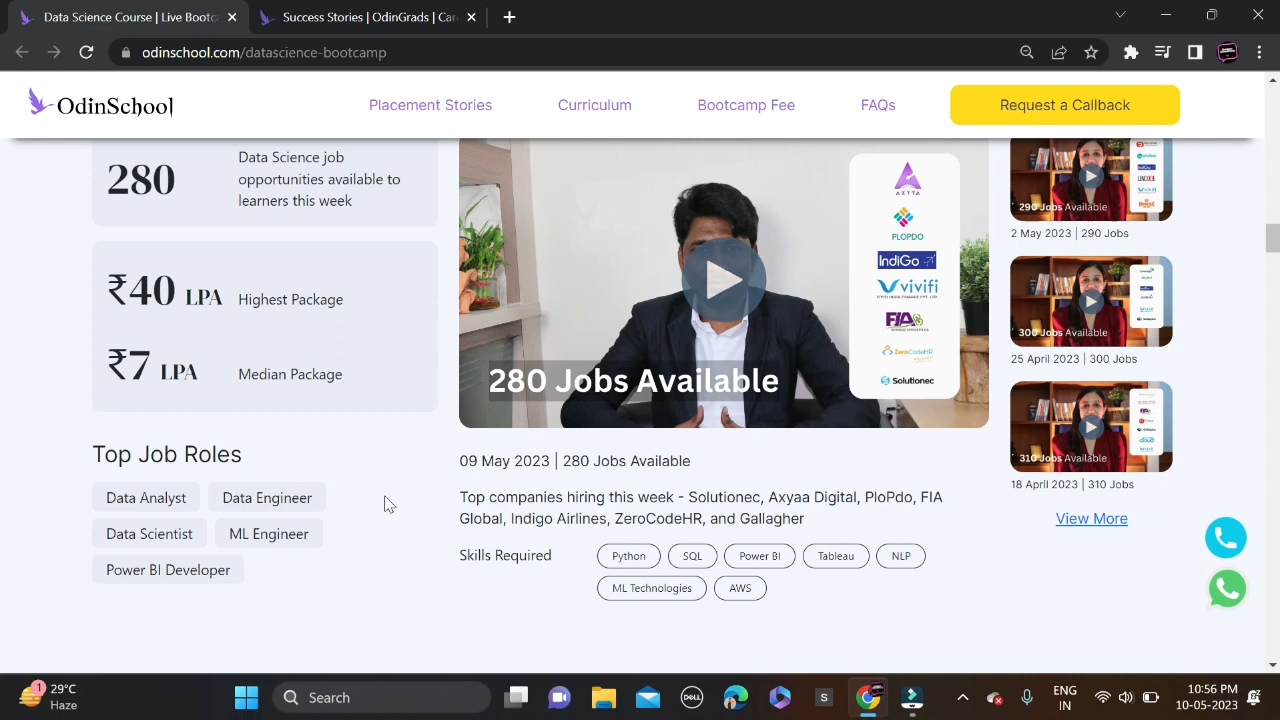 Data Science Course | Live Bootc
Success Stories | OdinGrads | Car
odinschool.com/datascience-bootcamp
OdinSchool
Placement Stories
Curriculum
Bootcamp Fee
FAQs
Request a Callback
280
Data Science job
opportunities available to
learners this week
₹40 LPA
Highest Package
₹7 LPA
Median Package
Top Job Roles
Data Analyst
Data Engineer
Data Scientist
ML Engineer
Power BI Developer
AXYYA
PLOPDO
IndiGo
vivifi
VIVIFI INDIA FINANCE PVT. LTD
FIA
ZeroCodeHR
Solutionec
280 Jobs Available
09 May 2023 | 280 Jobs Available
Top companies hiring this week - Solutionec, Axyaa Digital, PloPdo, FIA
Global, Indigo Airlines, ZeroCodeHR, and Gallagher
Skills Required
Python
SQL
Power BI
Tableau
NLP
ML Technologies
AWS
290 Jobs Available
2 May 2023 | 290 Jobs
300 Jobs Available
25 April 2023 | 300 Jobs
310 Jobs Available
18 April 2023 | 310 Jobs
View More
1
29°C
Haze
Search
DELL
S
ENG
IN
10:56 PM
10-05-2023